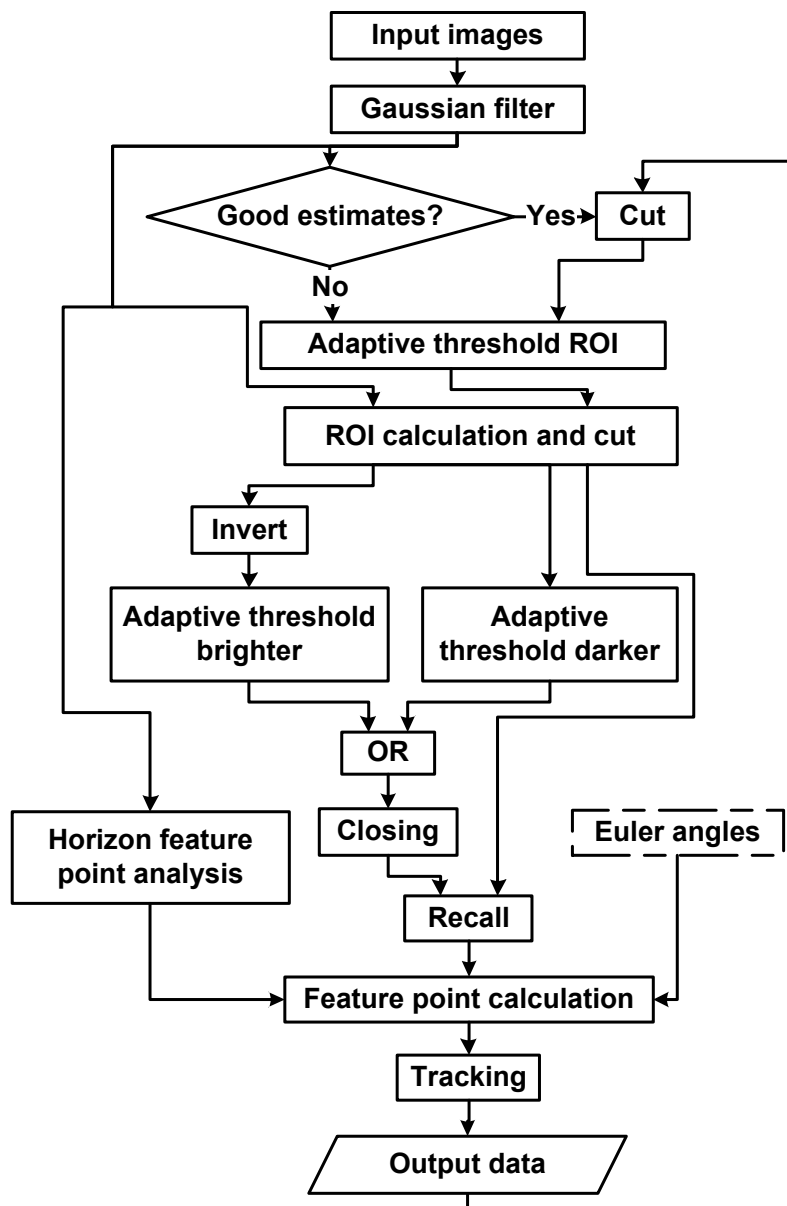 Input images
Gaussian filter
Good estimates?
Yes
Cut
No
Adaptive threshold ROI
ROI calculation and cut
Invert
Adaptive threshold
brighter
Adaptive
threshold darker
OR
Closing
Horizon feature
point analysis
Euler angles
Recall
Feature point calculation
Tracking
Output data